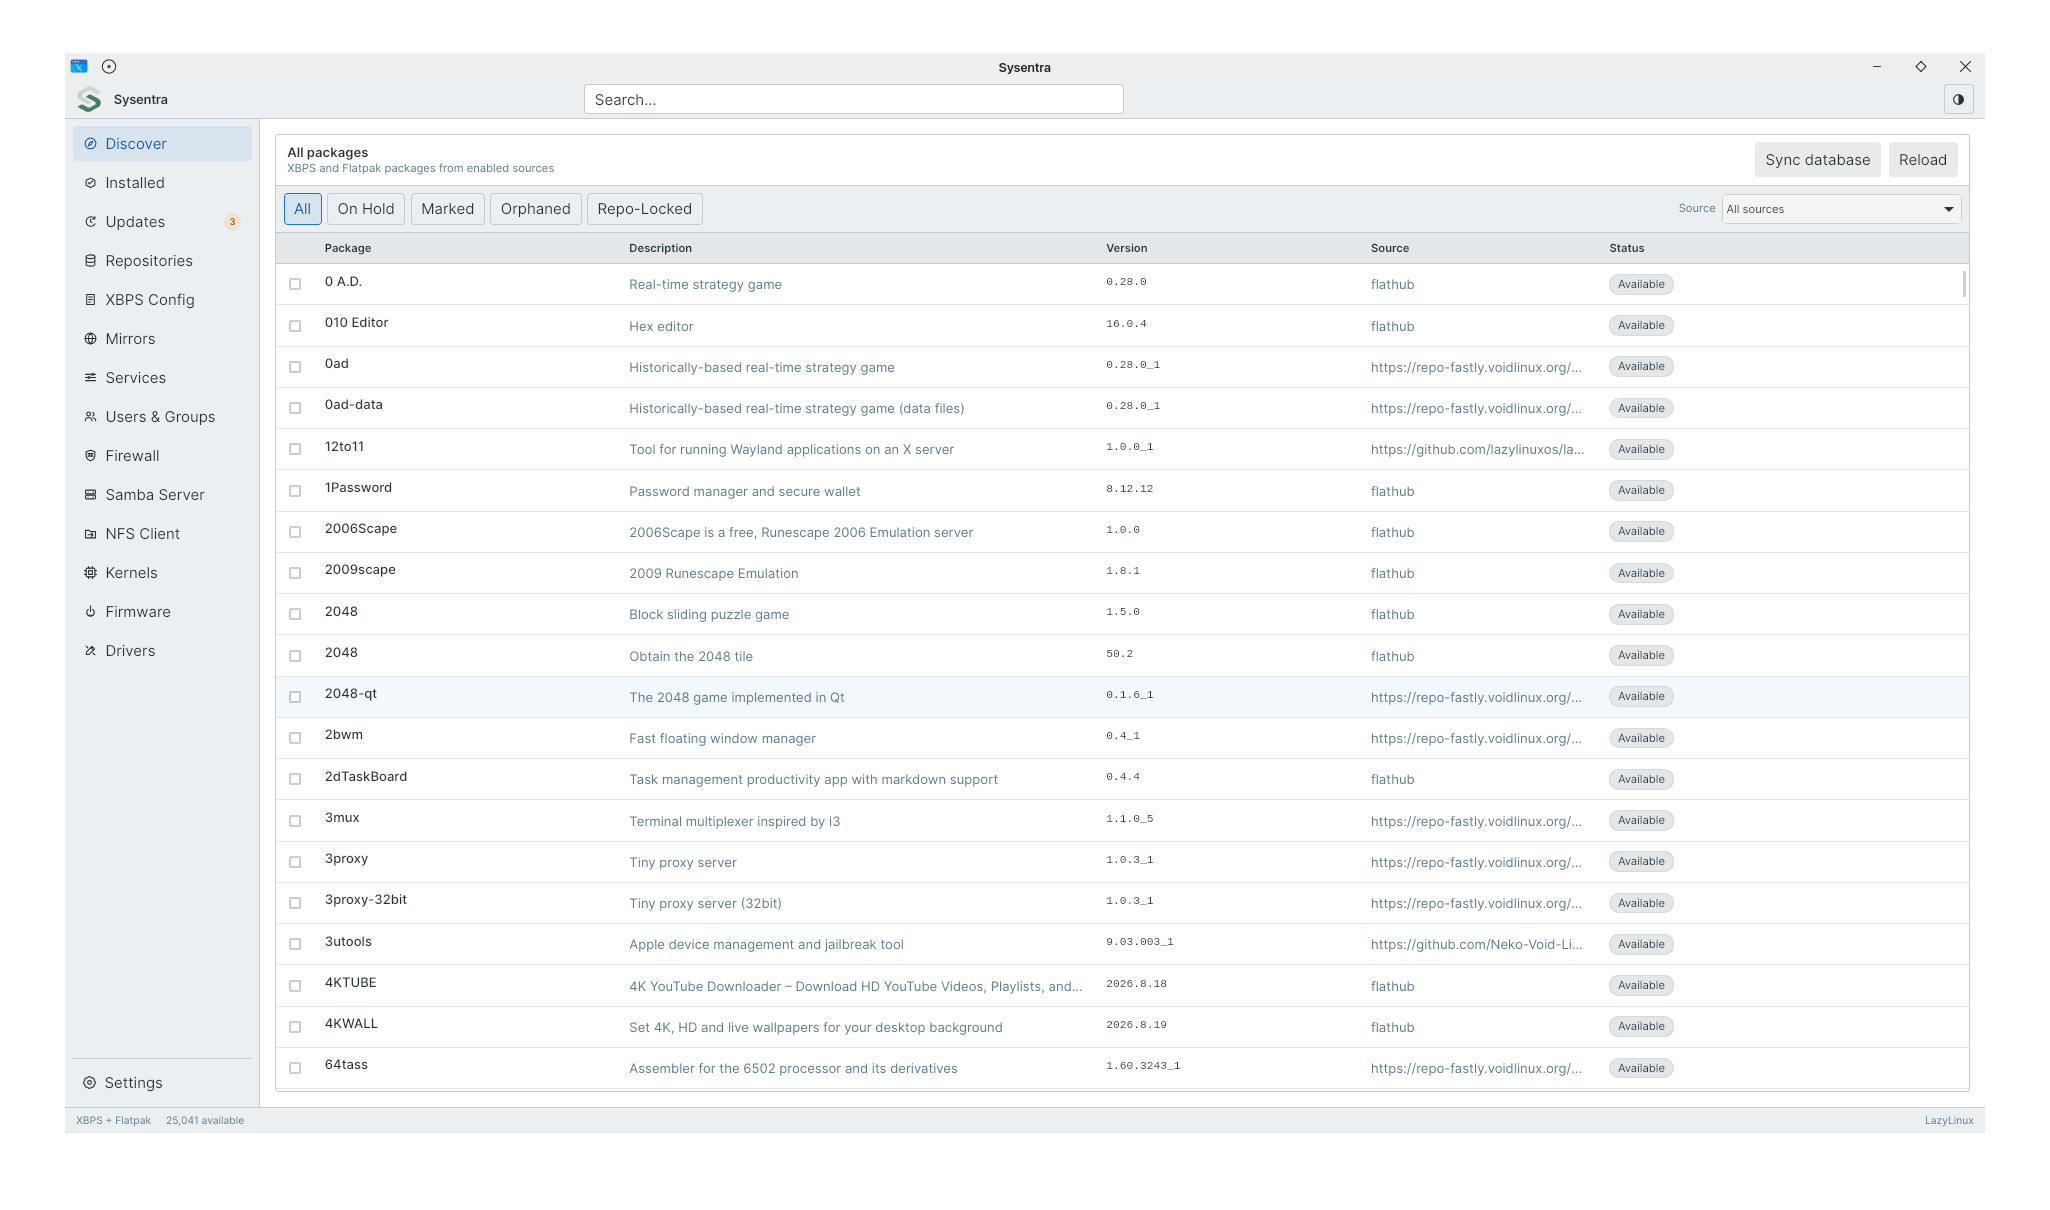 Sysentra
Sysentra
Search...
Discover
Installed
Updates 3
Repositories
XBPS Config
Mirrors
Services
Users & Groups
Firewall
Samba Server
NFS Client
Kernels
Firmware
Drivers
Settings
All packages
XBPS and Flatpak packages from enabled sources
Sync database Reload
All On Hold Marked Orphaned Repo-Locked Source All sources
Package Description Version Source Status
0 A.D. Real-time strategy game 0.28.0 flathub Available
010 Editor Hex editor 16.0.4 flathub Available
0ad Historically-based real-time strategy game 0.28.0_1 https://repo-fastly.voidlinux.org/... Available
0ad-data Historically-based real-time strategy game (data files) 0.28.0_1 https://repo-fastly.voidlinux.org/... Available
12to11 Tool for running Wayland applications on an X server 1.0.0_1 https://github.com/lazylinuxos/la... Available
1Password Password manager and secure wallet 8.12.12 flathub Available
2006Scape 2006Scape is a free, Runescape 2006 Emulation server 1.0.0 flathub Available
2009scape 2009 Runescape Emulation 1.8.1 flathub Available
2048 Block sliding puzzle game 1.5.0 flathub Available
2048 Obtain the 2048 tile 50.2 flathub Available
2048-qt The 2048 game implemented in Qt 0.1.6_1 https://repo-fastly.voidlinux.org/... Available
2bwm Fast floating window manager 0.4_1 https://repo-fastly.voidlinux.org/... Available
2dTaskBoard Task management productivity app with markdown support 0.4.4 flathub Available
3mux Terminal multiplexer inspired by i3 1.1.0_5 https://repo-fastly.voidlinux.org/... Available
3proxy Tiny proxy server 1.0.3_1 https://repo-fastly.voidlinux.org/... Available
3proxy-32bit Tiny proxy server (32bit) 1.0.3_1 https://repo-fastly.voidlinux.org/... Available
3utools Apple device management and jailbreak tool 9.03.003_1 https://github.com/Neko-Void-Li... Available
4KTUBE 4K YouTube Downloader – Download HD YouTube Videos, Playlists, and... 2026.8.18 flathub Available
4KWALL Set 4K, HD and live wallpapers for your desktop background 2026.8.19 flathub Available
64tass Assembler for the 6502 processor and its derivatives 1.60.3243_1 https://repo-fastly.voidlinux.org/... Available
XBPS + Flatpak 25,041 available LazyLinux